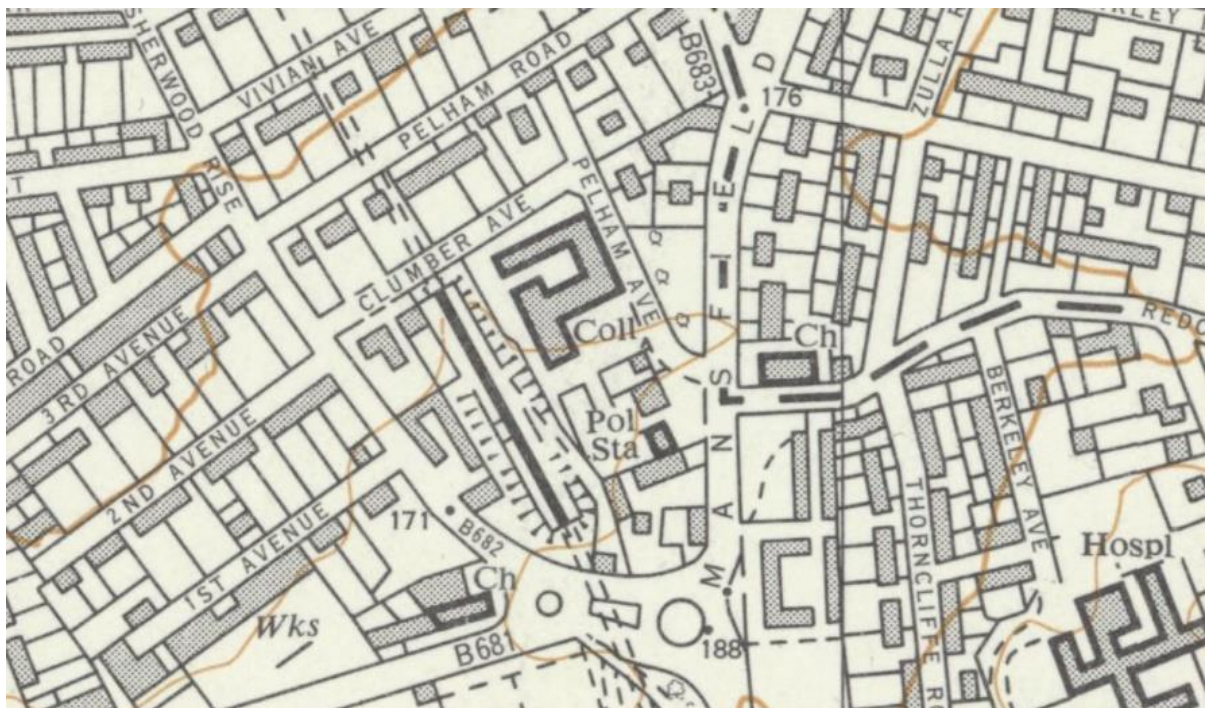 SHERWOOD RISE
VIVIAN AVE
PELHAM ROAD
B683
176
ZULLA
PELHAM AVE
CLUMBER AVE
MANSFIELD
Coll
Ch
REDC
ROAD
3RD AVENUE
2ND AVENUE
1ST AVENUE
Pol
Sta
BERKELEY AVE
THORNCLIFFE RO
171
B682
Ch
Hospl
Wks
B681
188